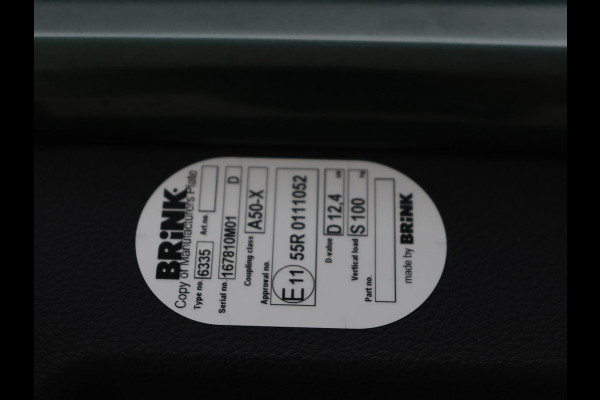 BRINK
Copy of Manufacturers Plate
Type no. 6335 Art.no.
Serial no. 167810M01 D
Coupling class A50-X
Approval no.
E11 55R 0111052
D-value D 12,4 kN
Vertical load S 100 kg
Part no.
made by BRINK